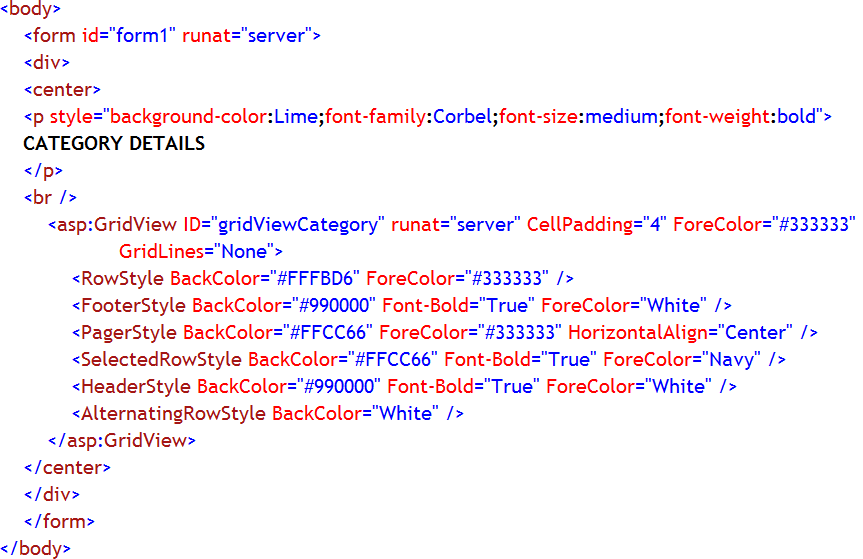 <body>
<form id="form1" runat="server">
<div>
<center>
<p style="background-color:Lime;font-family:Corbel;font-size:medium;font-weight:bold">
CATEGORY DETAILS
</p>
<br />
<asp:GridView ID="gridViewCategory" runat="server" CellPadding="4" ForeColor="#333333"
GridLines="None">
<RowStyle BackColor="#FFFBD6" ForeColor="#333333" />
<FooterStyle BackColor="#990000" Font-Bold="True" ForeColor="White" />
<PagerStyle BackColor="#FFCC66" ForeColor="#333333" HorizontalAlign="Center" />
<SelectedRowStyle BackColor="#FFCC66" Font-Bold="True" ForeColor="Navy" />
<HeaderStyle BackColor="#990000" Font-Bold="True" ForeColor="White" />
<AlternatingRowStyle BackColor="White" />
</asp:GridView>
</center>
</div>
</form>
</body>